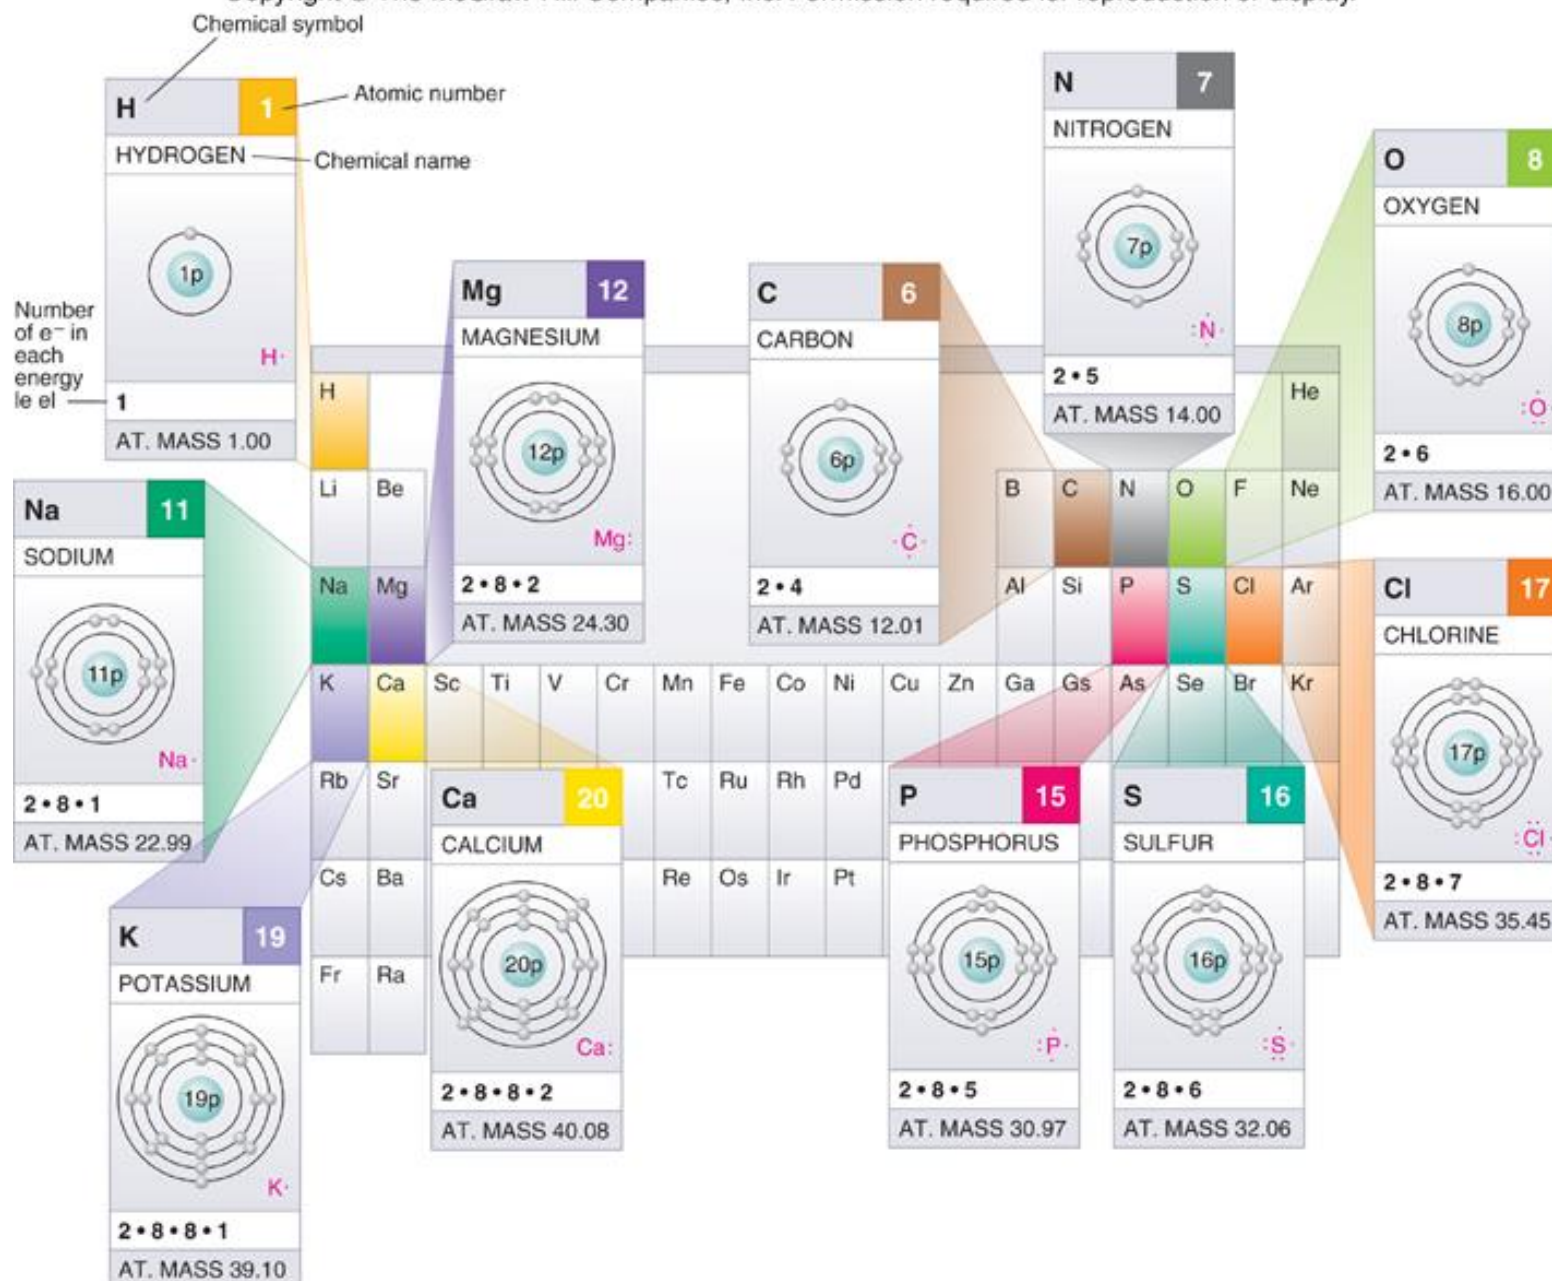 Chemical symbol
H
1
Atomic number
HYDROGEN
Chemical name
1p
H·
Number
of e⁻ in
each
energy
le el
1
AT. MASS 1.00
N
7
NITROGEN
7p
N
2 • 5
AT. MASS 14.00
O
8
OXYGEN
8p
O
2 • 6
AT. MASS 16.00
Mg
12
MAGNESIUM
12p
Mg:
2 • 8 • 2
AT. MASS 24.30
C
6
CARBON
6p
C
2 • 4
AT. MASS 12.01
Na
11
SODIUM
11p
Na·
2 • 8 • 1
AT. MASS 22.99
H He
Li Be B C N O F Ne
Na Mg Al Si P S Cl Ar
K Ca Sc Ti V Cr Mn Fe Co Ni Cu Zn Ga Gs As Se Br Kr
Rb Sr Tc Ru Rh Pd
Cs Ba Re Os Ir Pt
Fr Ra
Cl
17
CHLORINE
17p
Cl
2 • 8 • 7
AT. MASS 35.45
K
19
POTASSIUM
19p
K·
2 • 8 • 8 • 1
AT. MASS 39.10
Ca
20
CALCIUM
20p
Ca:
2 • 8 • 8 • 2
AT. MASS 40.08
P
15
PHOSPHORUS
15p
P
2 • 8 • 5
AT. MASS 30.97
S
16
SULFUR
16p
S
2 • 8 • 6
AT. MASS 32.06